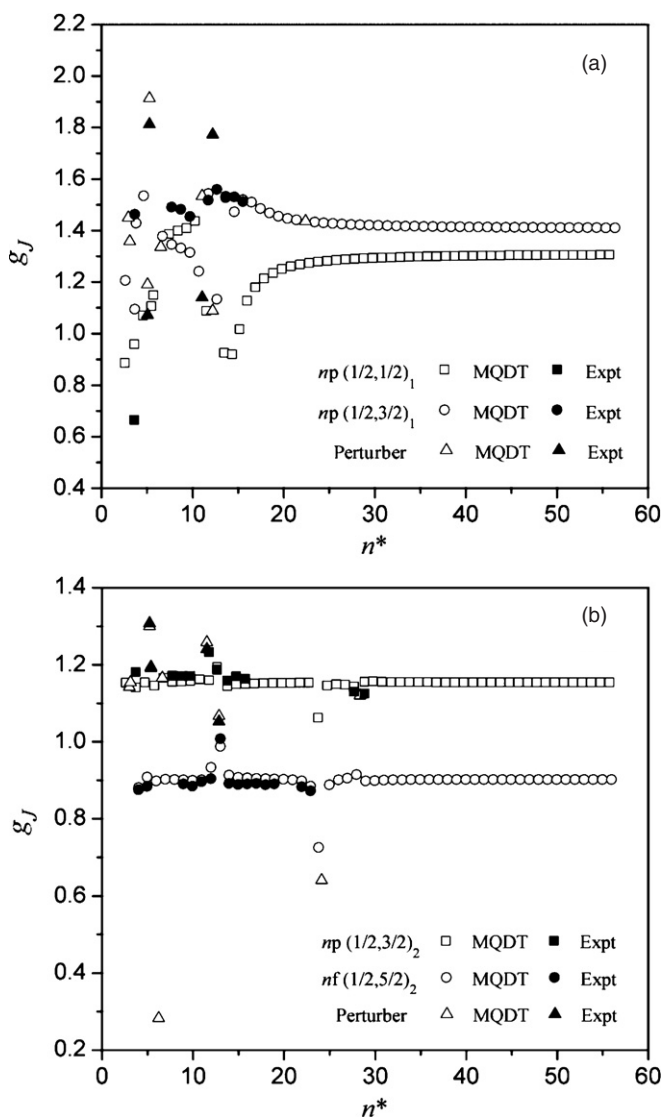 (a)
2.2
2.0
1.8
1.6
1.4
1.2
1.0
0.8
0.6
0.4
g_J
np (1/2,1/2)₁ □ MQDT ■ Expt
np (1/2,3/2)₁ ○ MQDT ● Expt
Perturber △ MQDT ▲ Expt
0 10 20 30 40 50 60
n*
(b)
1.4
1.2
1.0
0.8
0.6
0.4
0.2
g_J
np (1/2,3/2)₂ □ MQDT ■ Expt
nf (1/2,5/2)₂ ○ MQDT ● Expt
Perturber △ MQDT ▲ Expt
0 10 20 30 40 50 60
n*